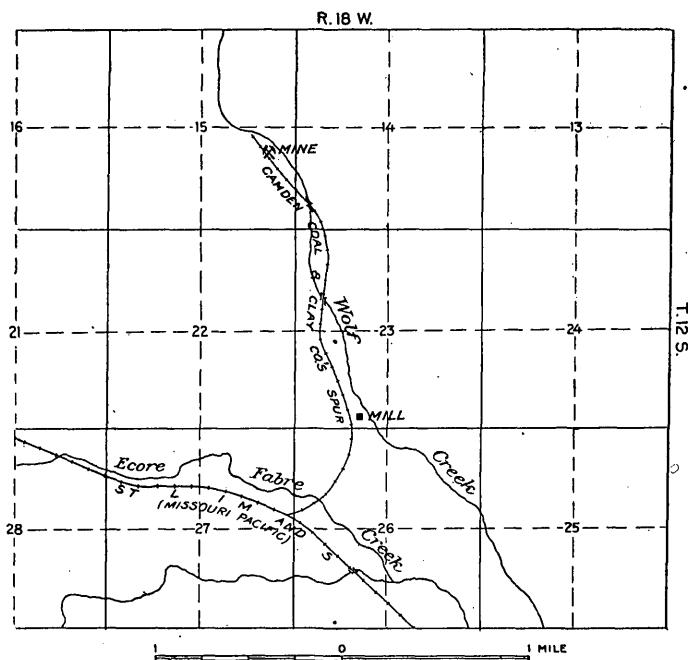 R. 18 W.
16
15
14
13
MINE
CAMDEN COAL & CLAY CO'S SPUR
Wolf Creek
T. 12 S.
21
22
23
24
MILL
Ecore Fabre Creek
ST L I M AND S
(MISSOURI PACIFIC)
28
27
26
25
1 0 1 MILE